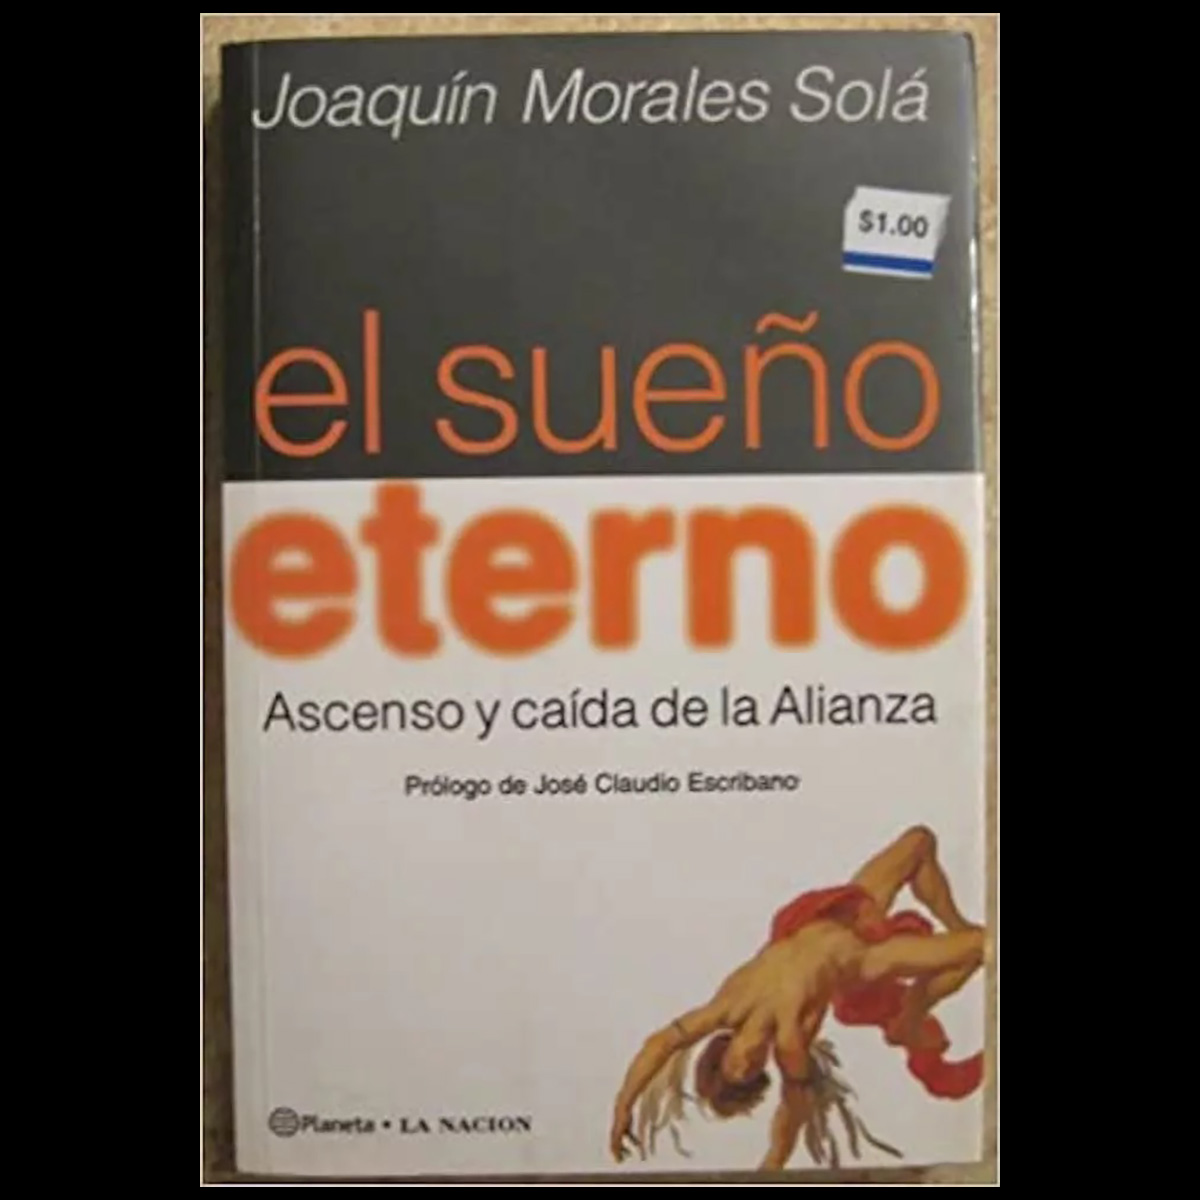 Joaquín Morales Solá
$1.00
el sueño
eterno
Ascenso y caída de la Alianza
Prólogo de José Claudio Escribano
Planeta • LA NACION